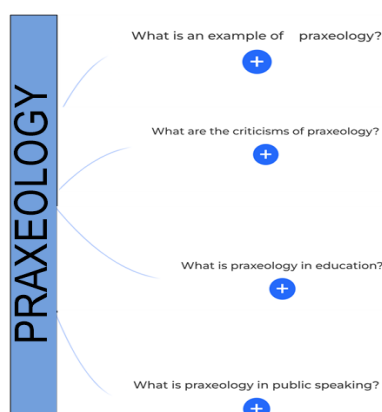 PRAXEOLOGY
What is an example of praxeology?
What are the criticisms of praxeology?
What is praxeology in education?
What is praxeology in public speaking?